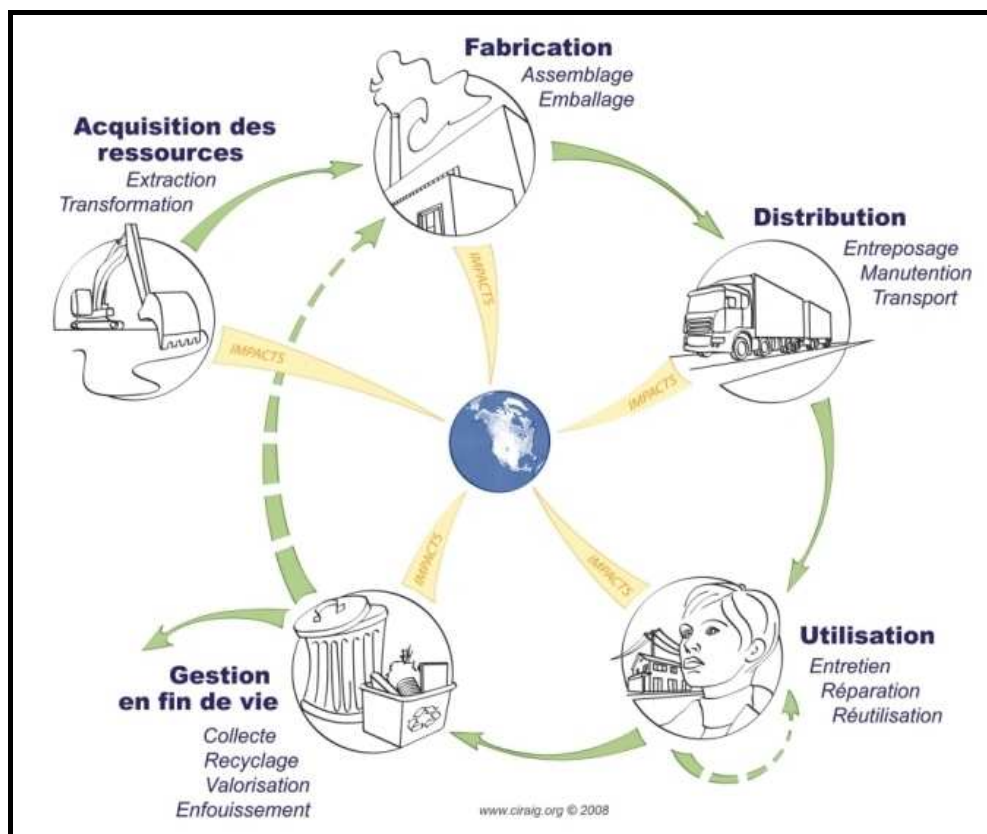 Fabrication
Assemblage
Emballage
Acquisition des
ressources
Extraction
Transformation
Distribution
Entreposage
Manutention
Transport
IMPACTS
IMPACTS
IMPACTS
IMPACTS
IMPACTS
Utilisation
Entretien
Réparation
Réutilisation
Gestion
en fin de vie
Collecte
Recyclage
Valorisation
Enfouissement
www.ciraig.org © 2008